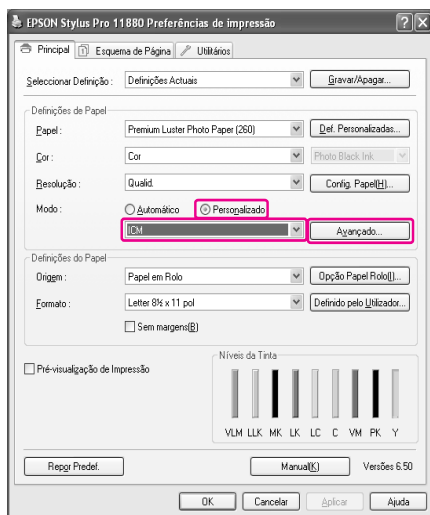 EPSON Stylus Pro 11880 Preferências de impressão
Principal Esquema de Página Utilitários
Seleccionar Definição : Definições Actuais Gravar/Apagar...
Definições de Papel
Papel : Premium Luster Photo Paper (260) Def. Personalizadas...
Cor : Cor Photo Black Ink
Resolução : Qualid. Config. Papel(H)...
Modo : Automático Personalizado
ICM Avançado...
Definições do Papel
Origem : Papel em Rolo Opção Papel Rolo(J)...
Formato : Letter 8½ x 11 pol Definido pelo Utilizador...
Sem margens(B)
Pré-visualização de Impressão
Níveis da Tinta
VLM LLK MK LK LC C VM PK Y
Repor Predef. Manual(K) Versões 6.50
OK Cancelar Aplicar Ajuda